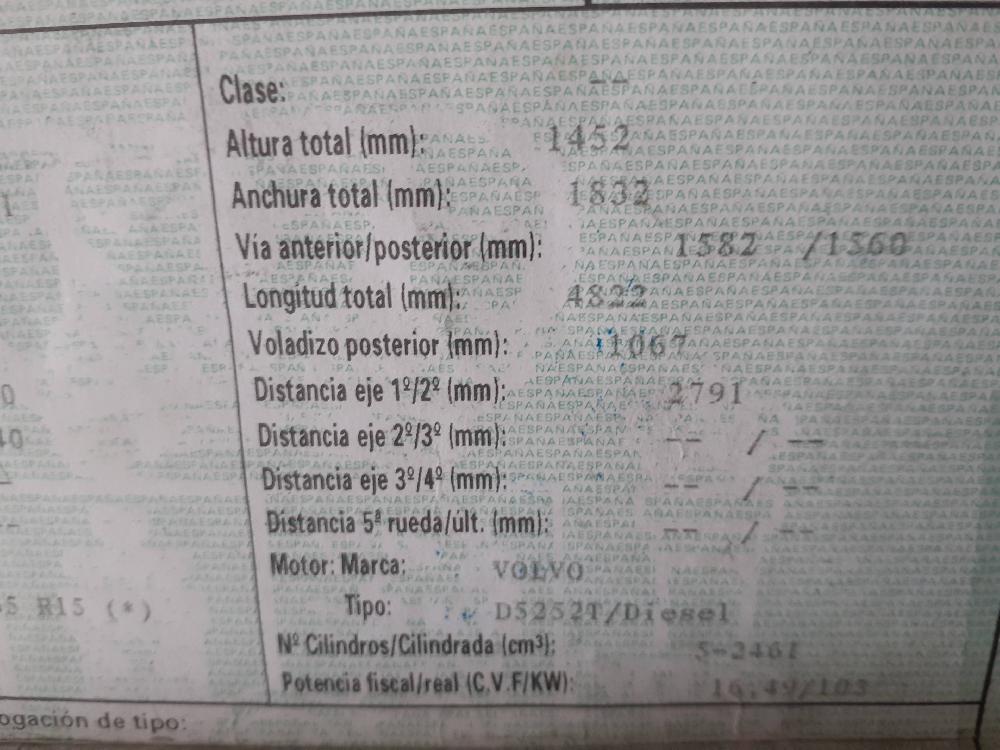 Clase: --
Altura total (mm): 1452
Anchura total (mm): 1832
Vía anterior/posterior (mm): 1582 /1560
Longitud total (mm): 4822
Voladizo posterior (mm): 1067
Distancia eje 1º/2º (mm): 2791
0
Distancia eje 2º/3º (mm): -- / --
40
Distancia eje 3º/4º (mm): -- / --
Distancia 5ª rueda/últ. (mm): -- / --
--
Motor: Marca: VOLVO
5 R15 (*)
Tipo: D5252T/Diesel
Nº Cilindros/Cilindrada (cm³): 5-2461
Potencia fiscal/real (C.V.F/KW): 16,49/103
ogación de tipo: